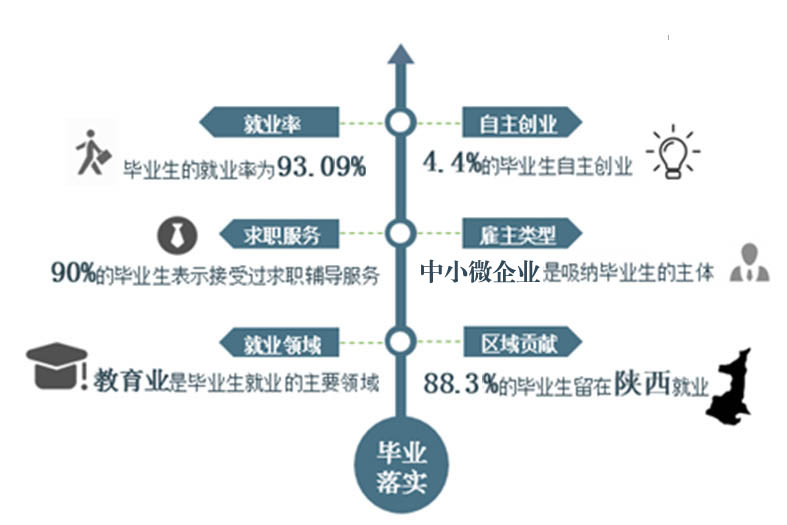 就业率
毕业生的就业率为93.09%
自主创业
4.4%的毕业生自主创业
求职服务
90%的毕业生表示接受过求职辅导服务
雇主类型
中小微企业是吸纳毕业生的主体
就业领域
教育业是毕业生就业的主要领域
区域贡献
88.3%的毕业生留在陕西就业
毕业
落实